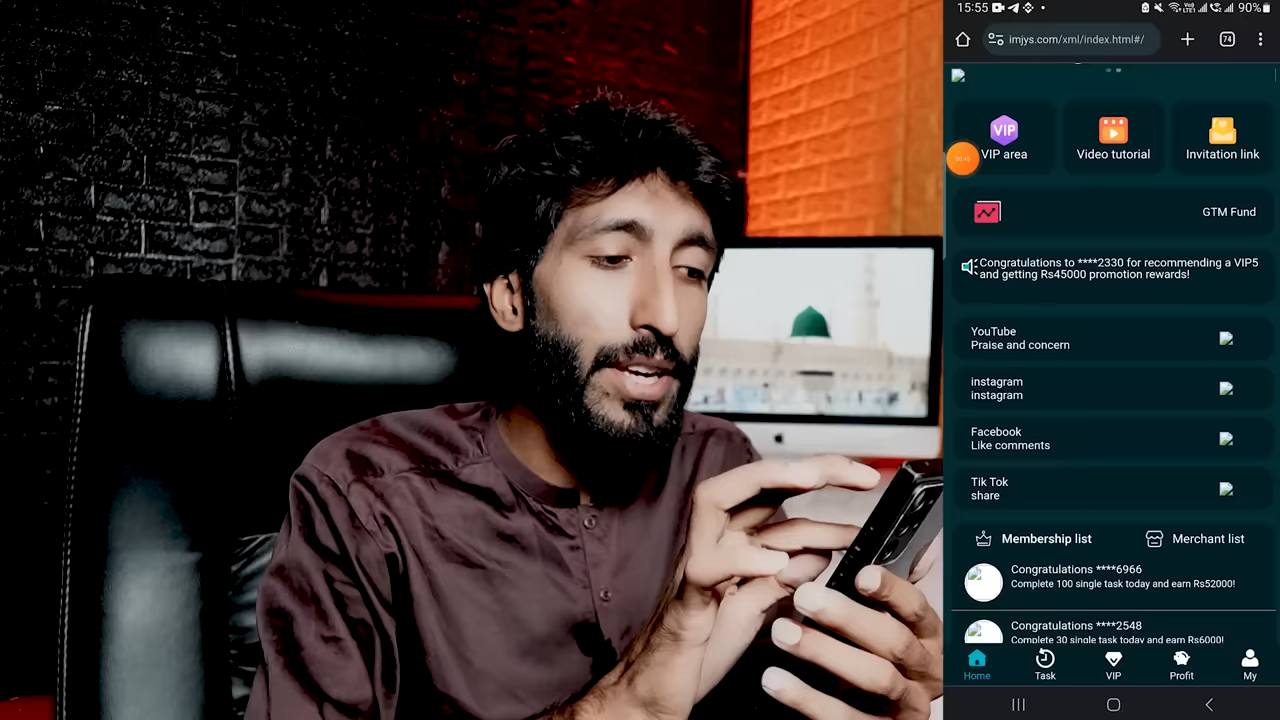 15:55
90%
imjys.com/xml/index.html#/
74
VIP
VIP area
Video tutorial
Invitation link
GTM Fund
Congratulations to ****2330 for recommending a VIP5
and getting Rs45000 promotion rewards!
YouTube
Praise and concern
instagram
instagram
Facebook
Like comments
Tik Tok
share
Membership list
Merchant list
Congratulations ****6966
Complete 100 single task today and earn Rs52000!
Congratulations ****2548
Complete 30 single task today and earn Rs6000!
Home
Task
VIP
Profit
My